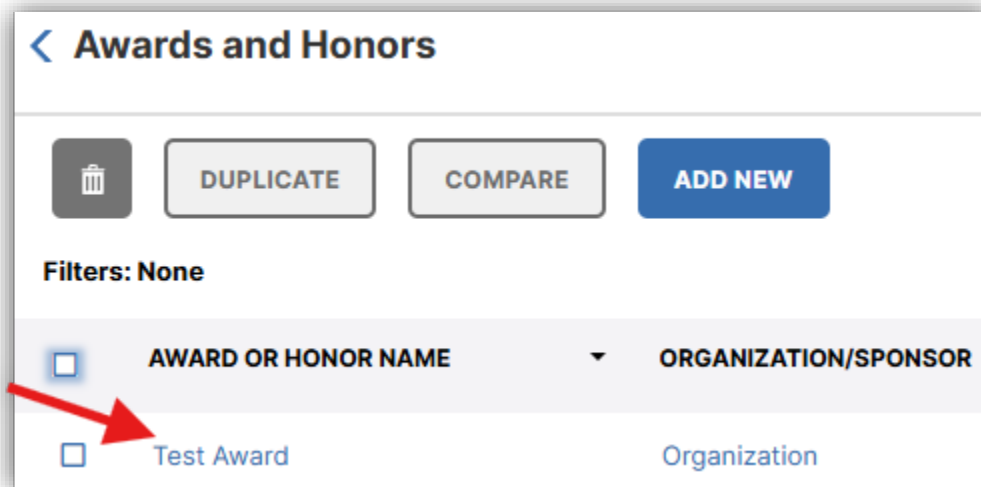 Awards and Honors
DUPLICATE COMPARE ADD NEW
Filters: None
AWARD OR HONOR NAME ORGANIZATION/SPONSOR
Test Award Organization